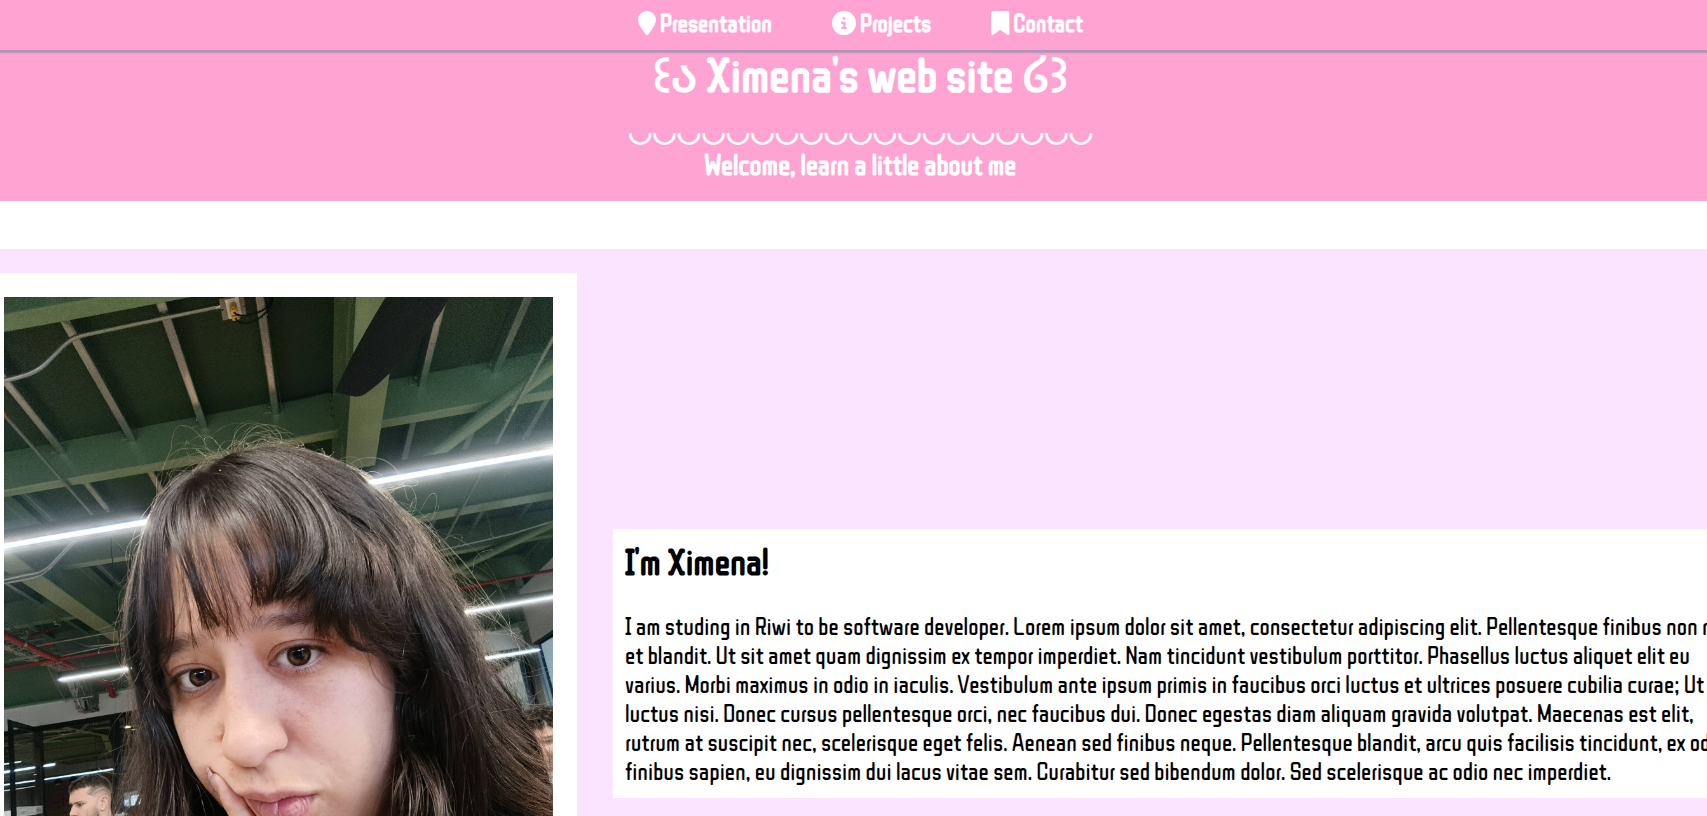 Presentation Projects Contact
꒰ა Ximena's web site ໒꒱
◡◡◡◡◡◡◡◡◡◡◡◡◡◡◡◡◡◡◡
Welcome, learn a little about me
I'm Ximena!
I am studing in Riwi to be software developer. Lorem ipsum dolor sit amet, consectetur adipiscing elit. Pellentesque finibus non
et blandit. Ut sit amet quam dignissim ex tempor imperdiet. Nam tincidunt vestibulum porttitor. Phasellus luctus aliquet elit eu
varius. Morbi maximus in odio in iaculis. Vestibulum ante ipsum primis in faucibus orci luctus et ultrices posuere cubilia curae; Ut
luctus nisi. Donec cursus pellentesque orci, nec faucibus dui. Donec egestas diam aliquam gravida volutpat. Maecenas est elit,
rutrum at suscipit nec, scelerisque eget felis. Aenean sed finibus neque. Pellentesque blandit, arcu quis facilisis tincidunt, ex
finibus sapien, eu dignissim dui lacus vitae sem. Curabitur sed bibendum dolor. Sed scelerisque ac odio nec imperdiet.